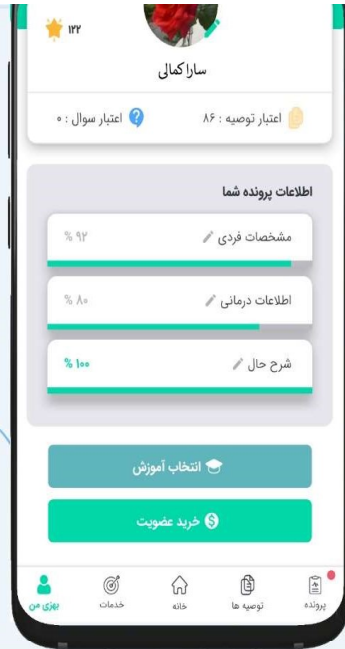 ۱۲۲
سارا کمالی
اعتبار توصیه : ۸۶
اعتبار سوال : ۰
اطلاعات پرونده شما
مشخصات فردی
% ۹۲
اطلاعات درمانی
% ۸۰
شرح حال
% ۱۰۰
انتخاب آموزش
خرید عضویت
پرونده
توصیه ها
خانه
خدمات
بهزی من